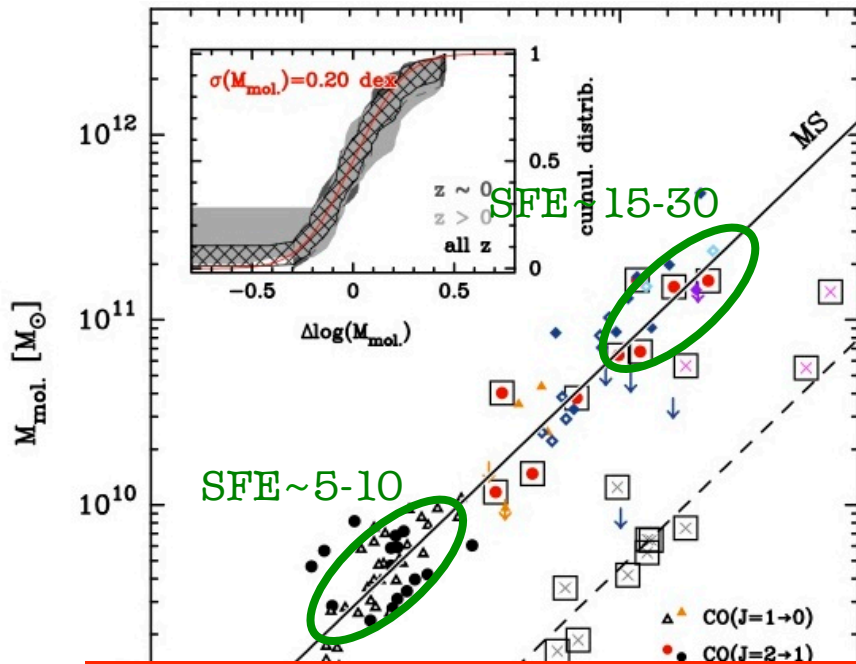 σ(M_mol.)=0.20 dex
z ~ 0
z > 0
all z
1
0.5
0
cumul. distrib.
−0.5
0
0.5
Δlog(M_mol.)
MS
SFE~15-30
SFE~5-10
10^12
10^11
10^10
M_mol. [M_⊙]
CO(J=1→0)
CO(J=2→1)